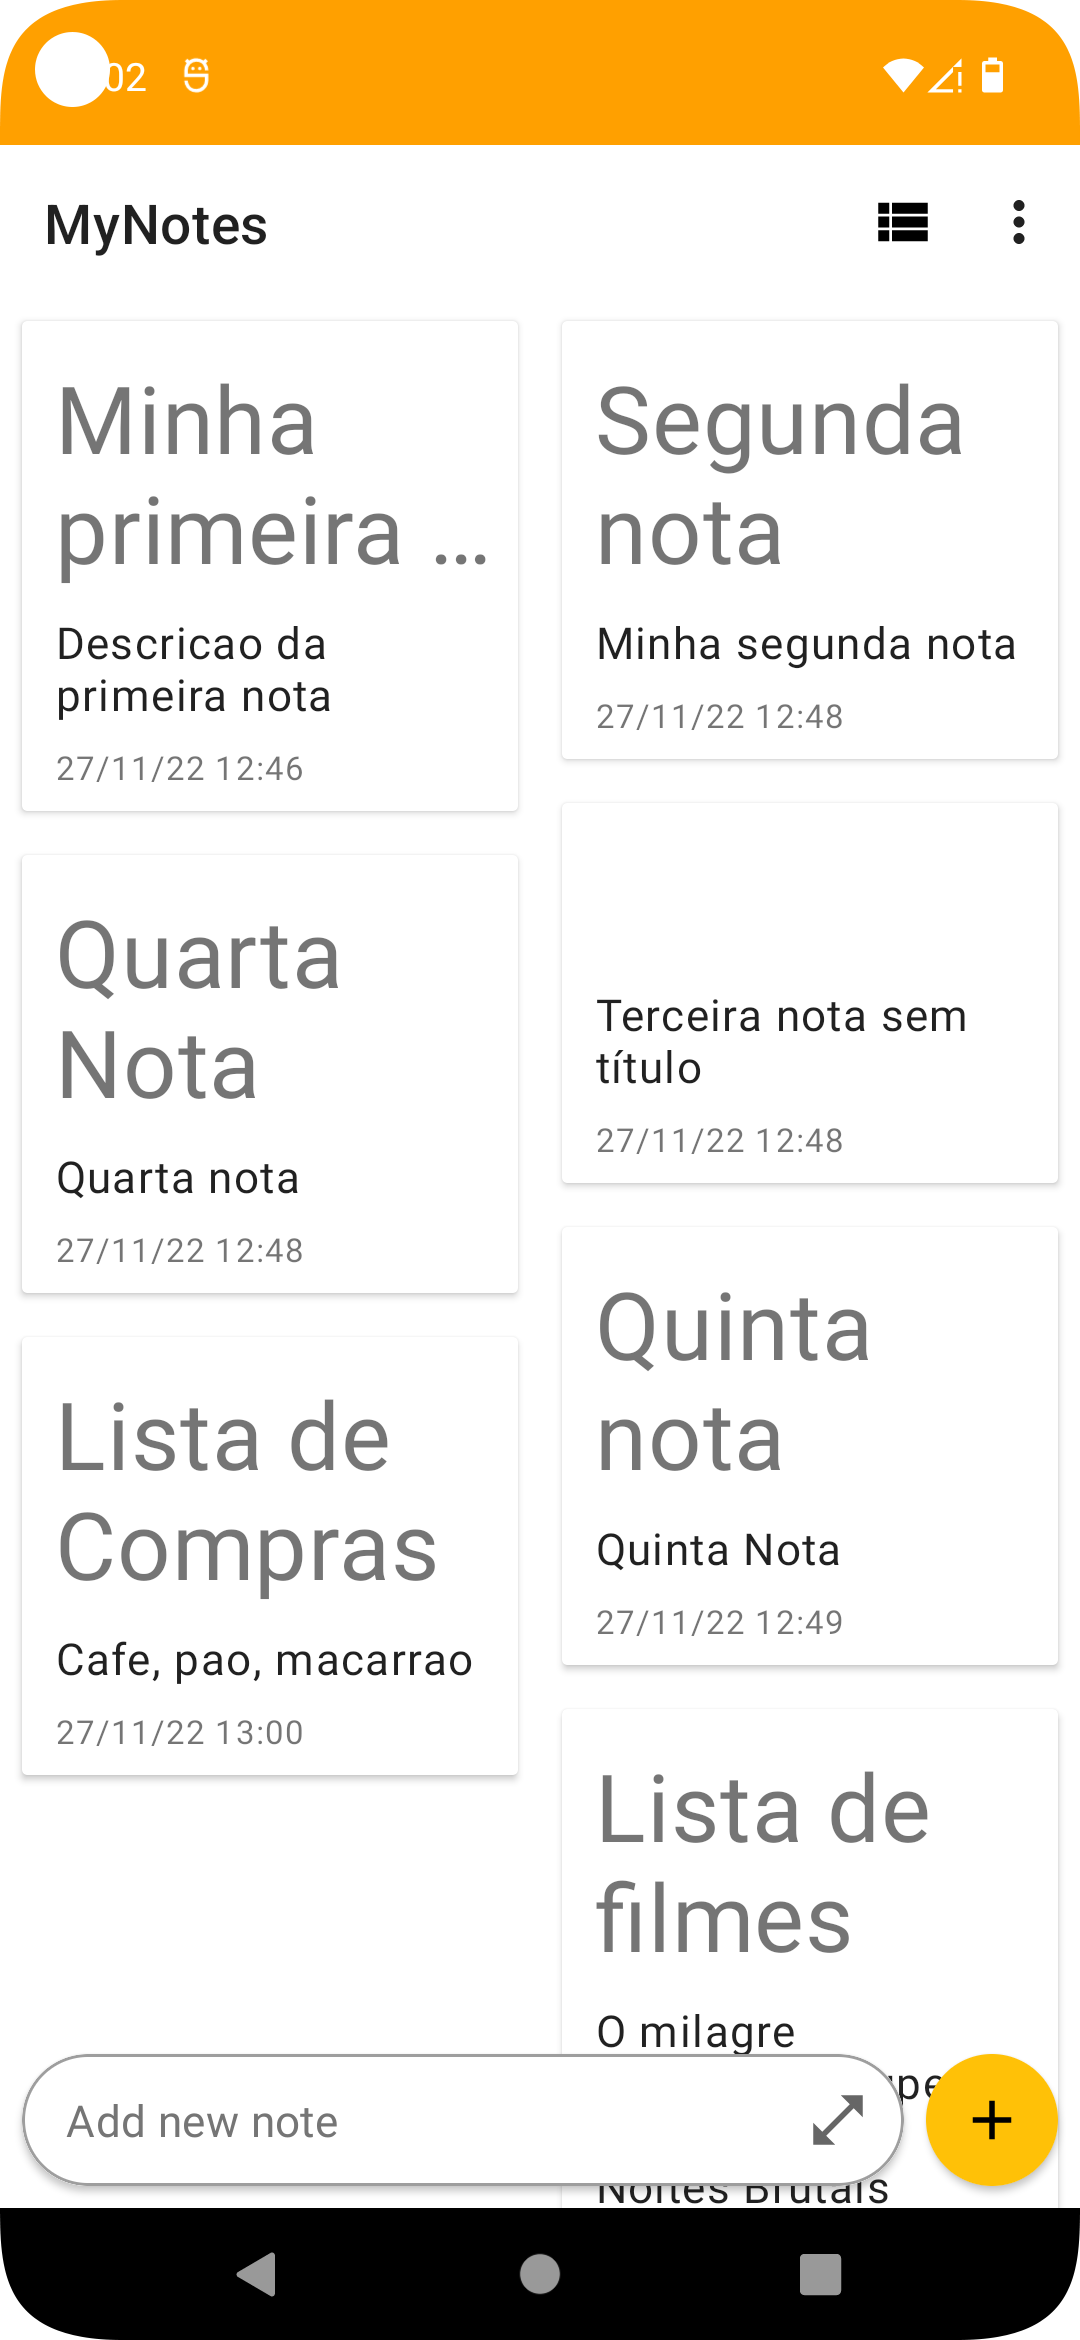 02
MyNotes
Minha
primeira ...
Descricao da
primeira nota
27/11/22 12:46
Segunda
nota
Minha segunda nota
27/11/22 12:48
Terceira nota sem
título
27/11/22 12:48
Quarta
Nota
Quarta nota
27/11/22 12:48
Quinta
nota
Quinta Nota
27/11/22 12:49
Lista de
Compras
Cafe, pao, macarrao
27/11/22 13:00
Lista de
filmes
O milagre
Noites Brutais
Add new note